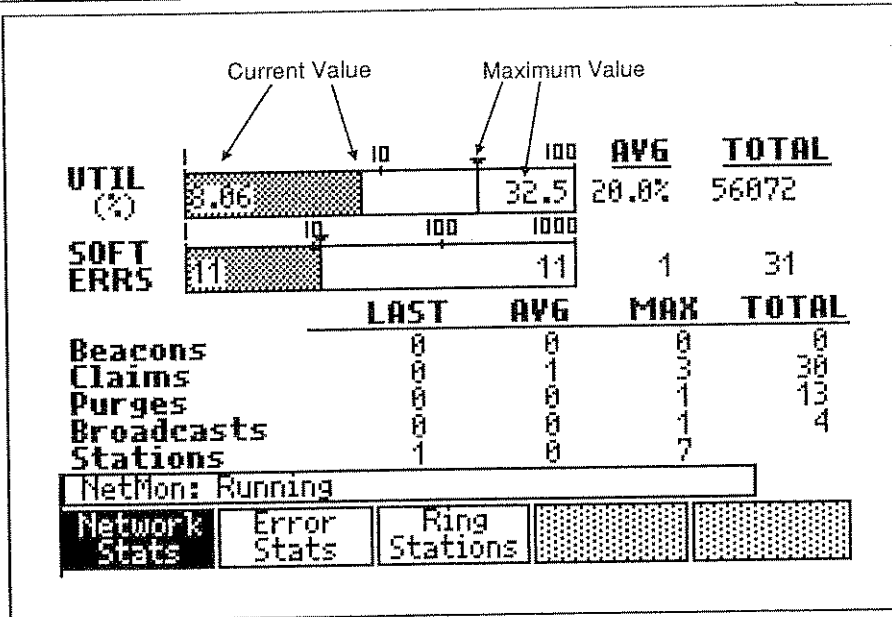 Current Value Maximum Value
1 10 100 AVG TOTAL
UTIL (%) 8.06 32.5 20.0% 56072
1 10 100 1000
SOFT ERRS 11 11 1 31
LAST AVG MAX TOTAL
Beacons 0 0 0 0
Claims 0 1 3 30
Purges 0 0 1 13
Broadcasts 0 0 1 4
Stations 1 0 7
NetMon: Running
Network Stats Error Stats Ring Stations